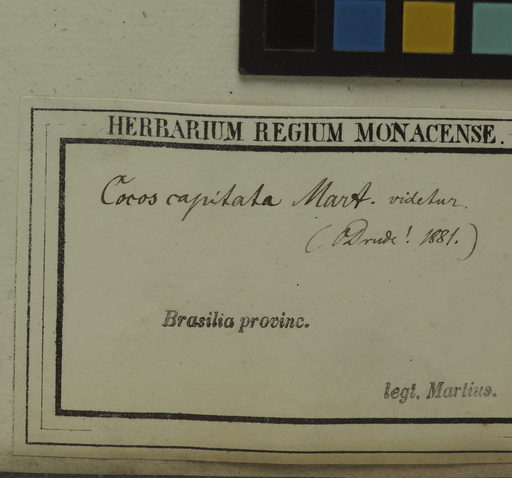 HERBARIUM REGIUM MONACENSE.
Cocos capitata Mart. videtur.
(O Drude! 1881.)
Brasilia provinc.
legt. Martius.